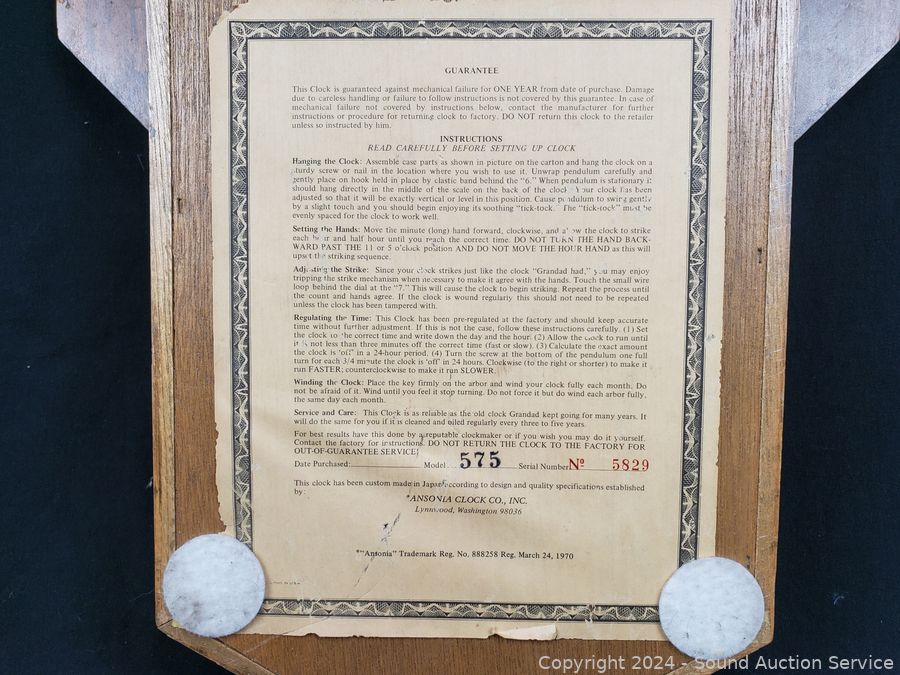 GUARANTEE
This Clock is guaranteed against mechanical failure for ONE YEAR from date of purchase. Damage
due to careless handling or failure to follow instructions is not covered by this guarantee. In case of
mechanical failure not covered by instructions below, contact the manufacturer for further
instructions or procedure for returning clock to factory. DO NOT return this clock to the retailer
unless so instructed by him.
INSTRUCTIONS
READ CAREFULLY BEFORE SETTING UP CLOCK
Hanging the Clock: Assemble case parts as shown in picture on the carton and hang the clock on a
sturdy screw or nail in the location where you wish to use it. Unwrap pendulum carefully and
gently place on hook held in place by elastic band behind the "6." When pendulum is stationary it
should hang directly in the middle of the scale on the back of the clock. Your clock has been
adjusted so that it will be exactly vertical or level in this position. Cause pendulum to swing gently
by a slight touch and you should begin enjoying its soothing "tick-tock." The "tick-tock" must be
evenly spaced for the clock to work well.
Setting the Hands: Move the minute (long) hand forward, clockwise, and allow the clock to strike
each hour and half hour until you reach the correct time. DO NOT TURN THE HAND BACK-
WARD PAST THE 11 or 5 o'clock position AND DO NOT MOVE THE HOUR HAND as this will
upset the striking sequence.
Adjusting the Strike: Since your clock strikes just like the clock "Grandad had," you may enjoy
tripping the strike mechanism when necessary to make it agree with the hands. Touch the small wire
loop behind the dial at the "7." This will cause the clock to begin striking. Repeat the process until
the count and hands agree. If the clock is wound regularly this should not need to be repeated
unless the clock has been tampered with.
Regulating the Time: This Clock has been pre-regulated at the factory and should keep accurate
time without further adjustment. If this is not the case, follow these instructions carefully. (1) Set
the clock to the correct time and write down the day and the hour. (2) Allow the clock to run until
it is not less than three minutes off the correct time (fast or slow). (3) Calculate the exact amount
the clock is 'off' in a 24-hour period. (4) Turn the screw at the bottom of the pendulum one full
turn for each 3/4 minute the clock is 'off' in 24 hours. Clockwise (to the right or shorter) to make it
run FASTER; counterclockwise to make it run SLOWER.
Winding the Clock: Place the key firmly on the arbor and wind your clock fully each month. Do
not be afraid of it. Wind until you feel it stop turning. Do not force it but do wind each arbor fully,
the same day each month.
Service and Care: This Clock is as reliable as the old clock Grandad kept going for many years. It
will do the same for you if it is cleaned and oiled regularly every three to five years.
For best results have this done by a reputable clockmaker or if you wish you may do it yourself.
Contact the factory for instructions. DO NOT RETURN THE CLOCK TO THE FACTORY FOR
OUT-OF-GUARANTEE SERVICE!
Date Purchased: Model 575 Serial Number Nº 5829
This clock has been custom made in Japan according to design and quality specifications established
by:
*ANSONIA CLOCK CO., INC.
Lynnwood, Washington 98036
*"Ansonia" Trademark Reg. No. 888258 Reg. March 24, 1970
Copyright 2024 - Sound Auction Service